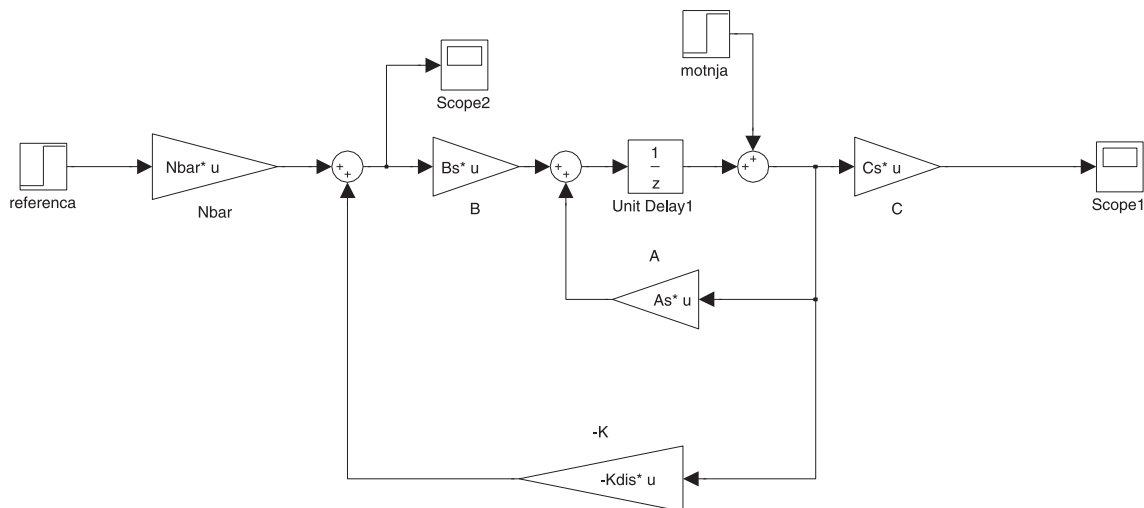 motnja
Scope2
Nbar* u
+
+
Bs* u
+
+
1
z
+
+
Cs* u
referenca
Nbar
B
Unit Delay1
C
Scope1
A
As* u
-K
-Kdis* u